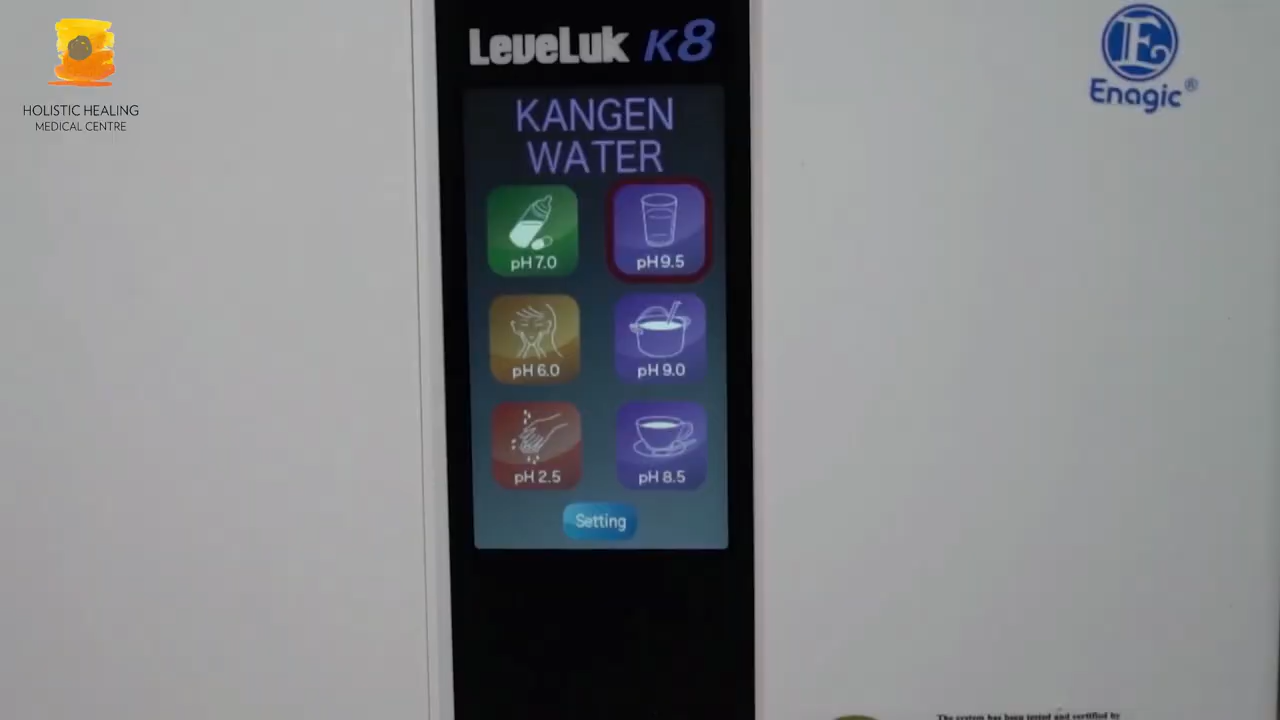 HOLISTIC HEALING
MEDICAL CENTRE
LeveLuk K8
E
Enagic®
KANGEN
WATER
pH 7.0
pH 9.5
pH 6.0
pH 9.0
pH 2.5
pH 8.5
Setting
The system has been tested and certified by